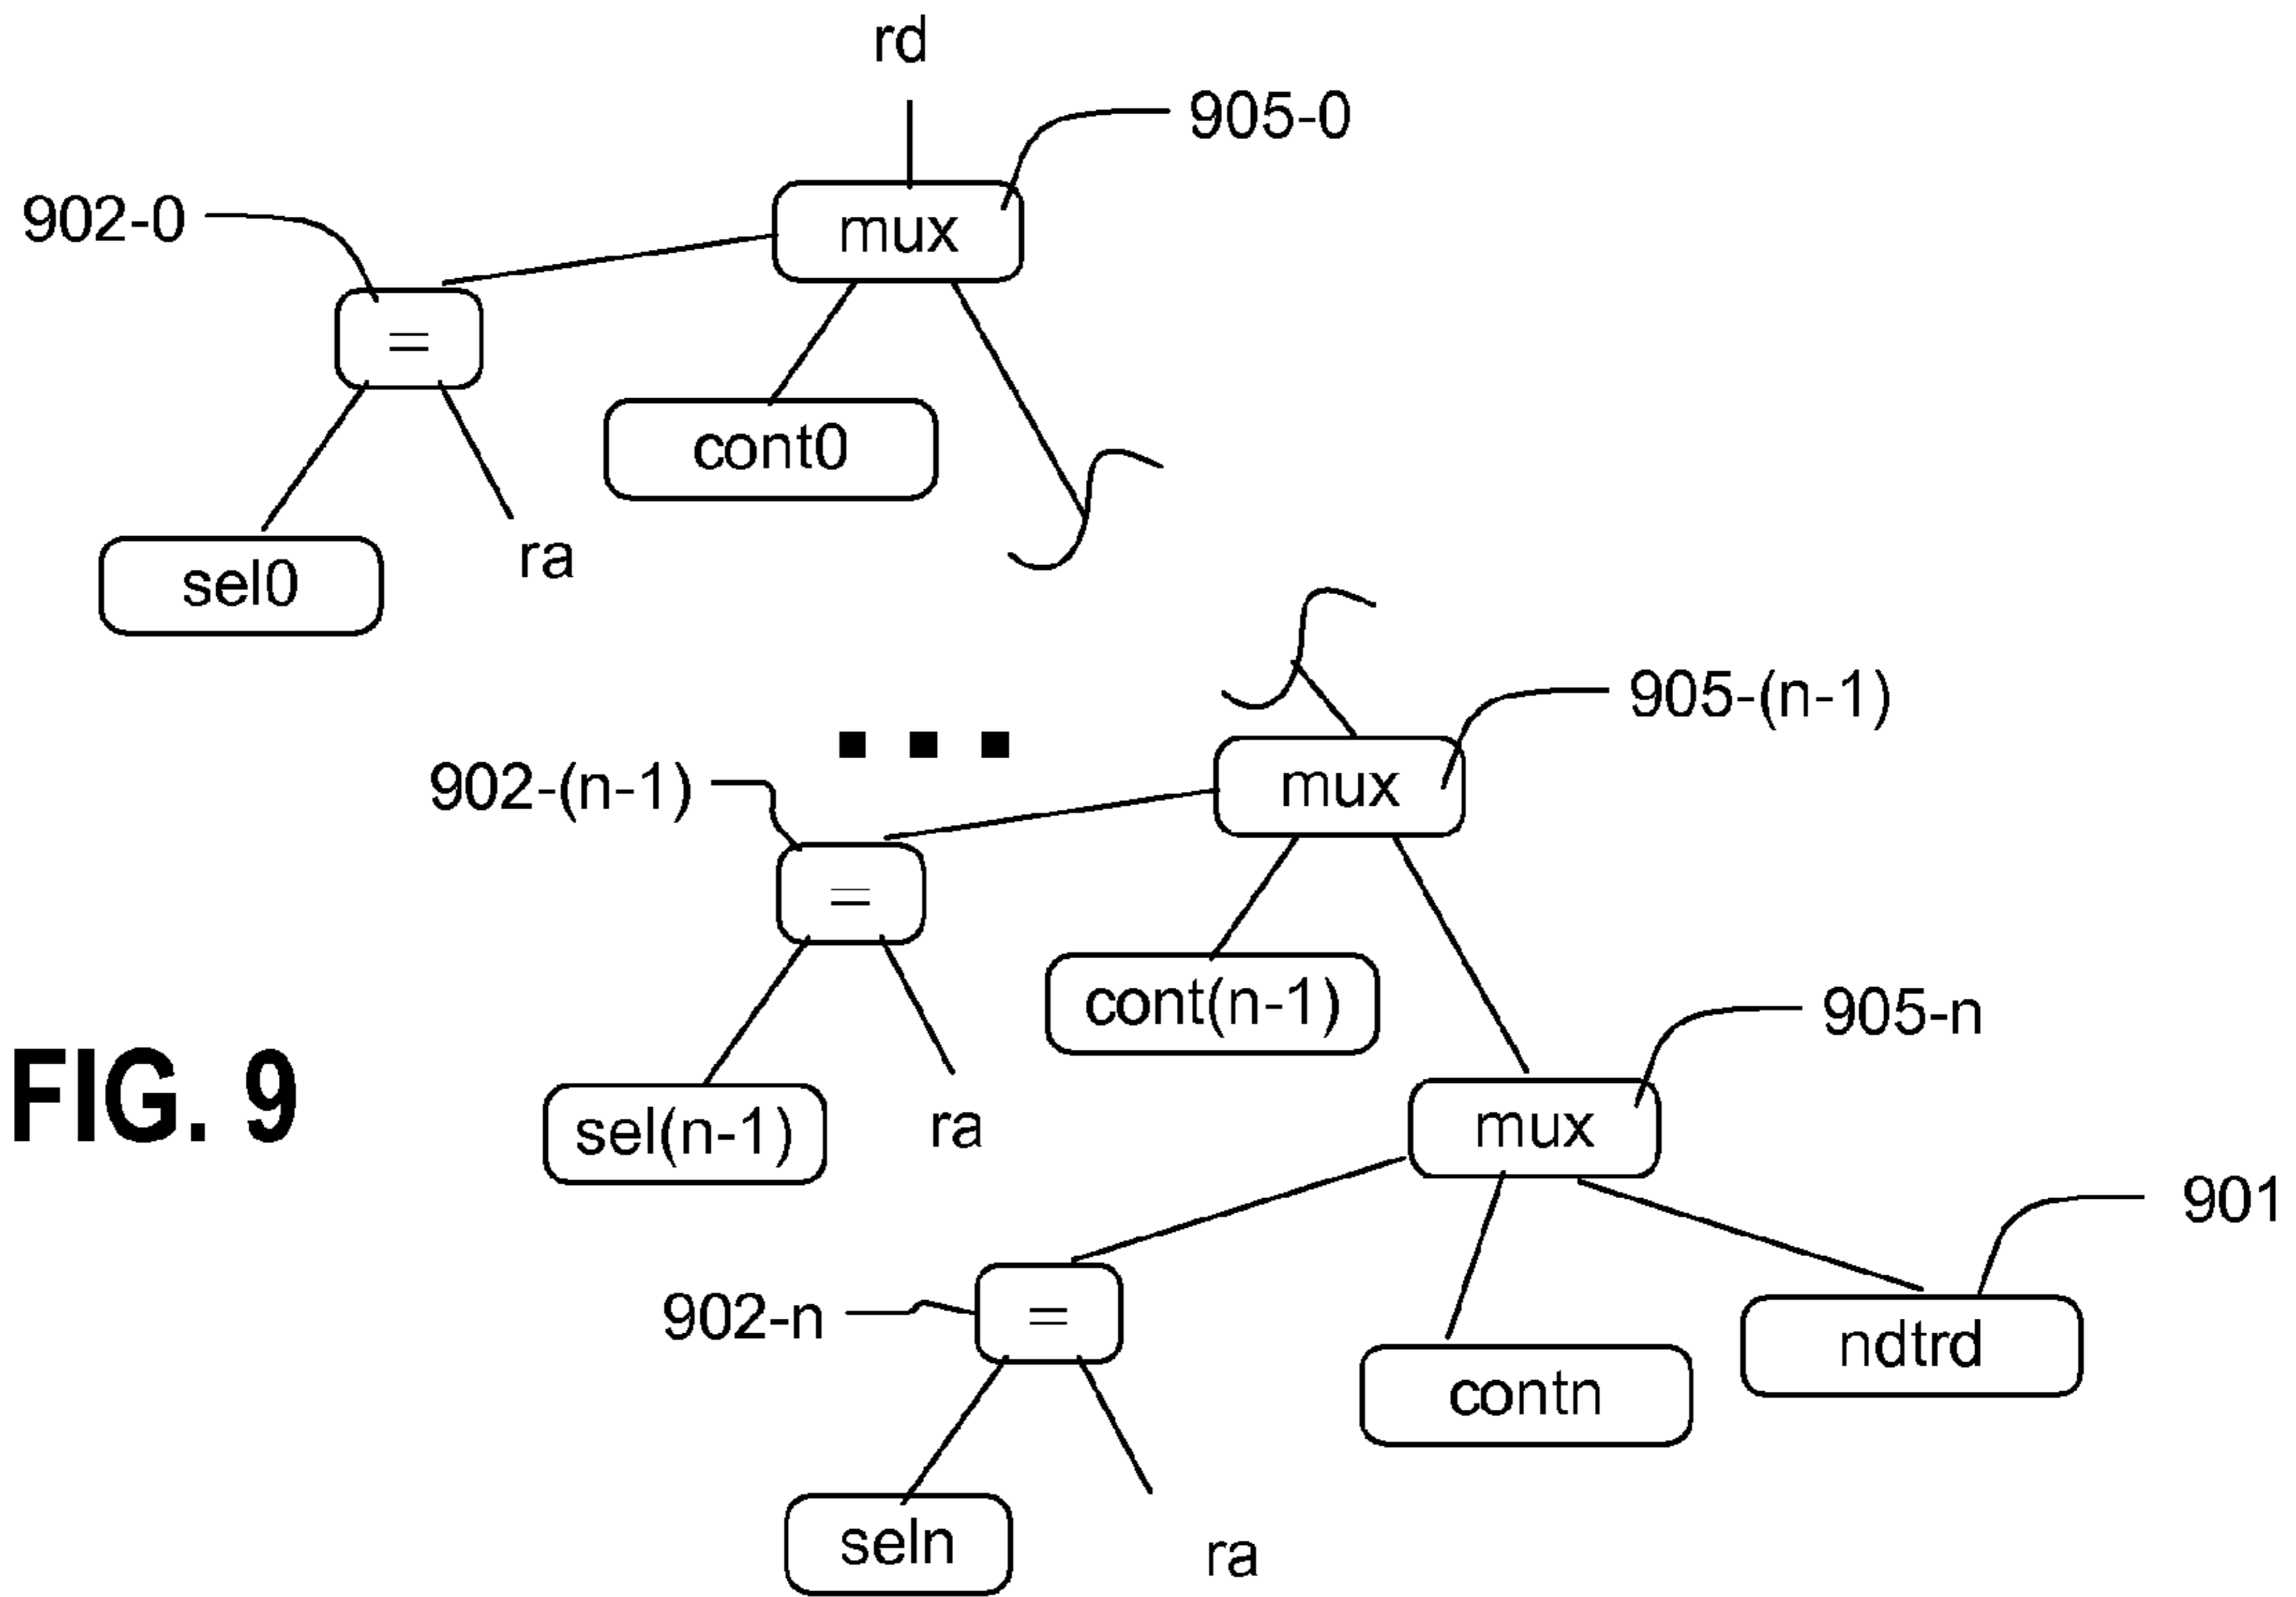 rd
905-0
902-0
mux
=
cont0
sel0
ra
905-(n-1)
902-(n-1)
mux
=
cont(n-1)
905-n
sel(n-1)
ra
mux
FIG. 9
901
902-n
=
ndtrd
contn
seln
ra